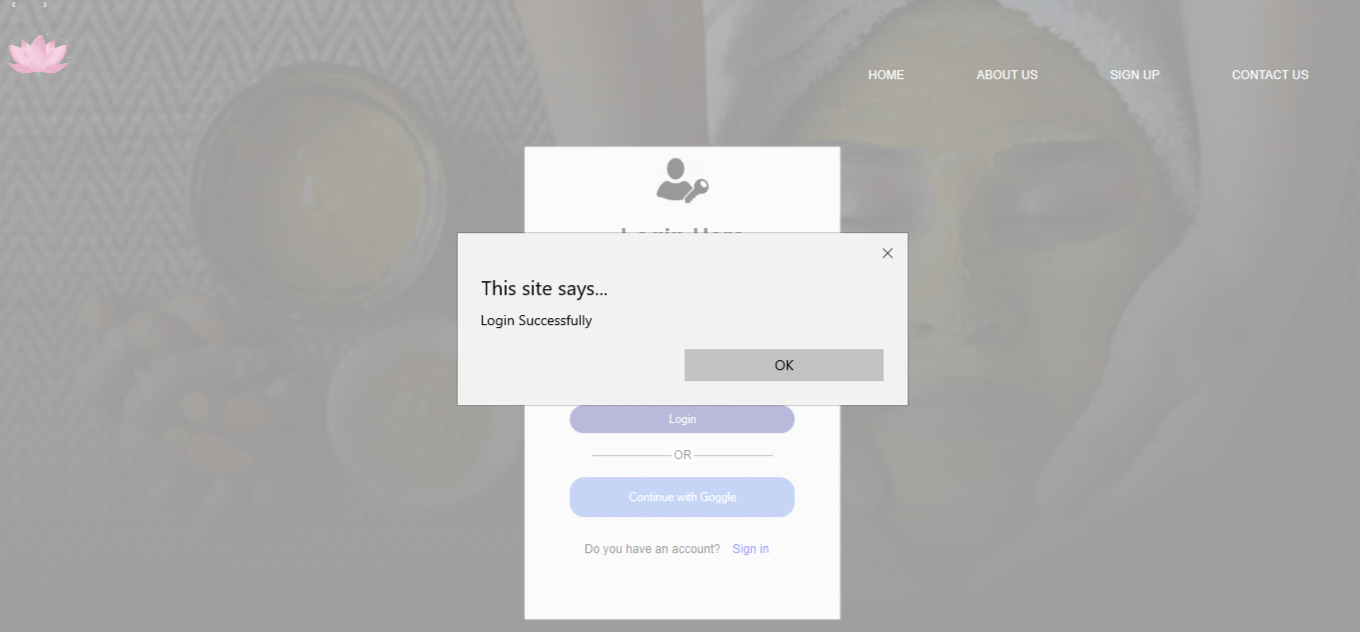 HOME ABOUT US SIGN UP CONTACT US
This site says...
Login Successfully
OK
Login
OR
Continue with Goggle
Do you have an account? Sign in